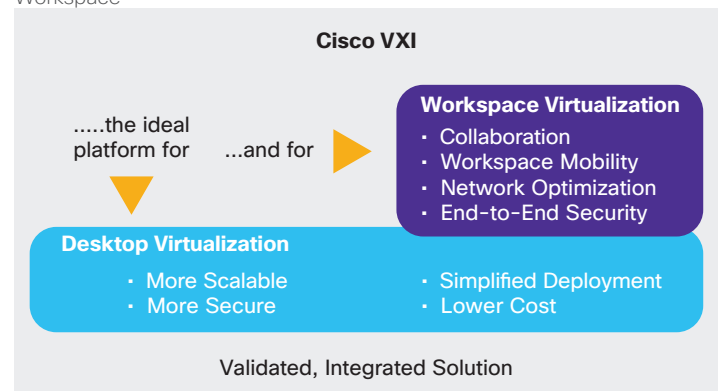 Workspace
Cisco VXI
.....the ideal
platform for
...and for
Workspace Virtualization
· Collaboration
· Workspace Mobility
· Network Optimization
· End-to-End Security
Desktop Virtualization
· More Scalable
· More Secure
· Simplified Deployment
· Lower Cost
Validated, Integrated Solution